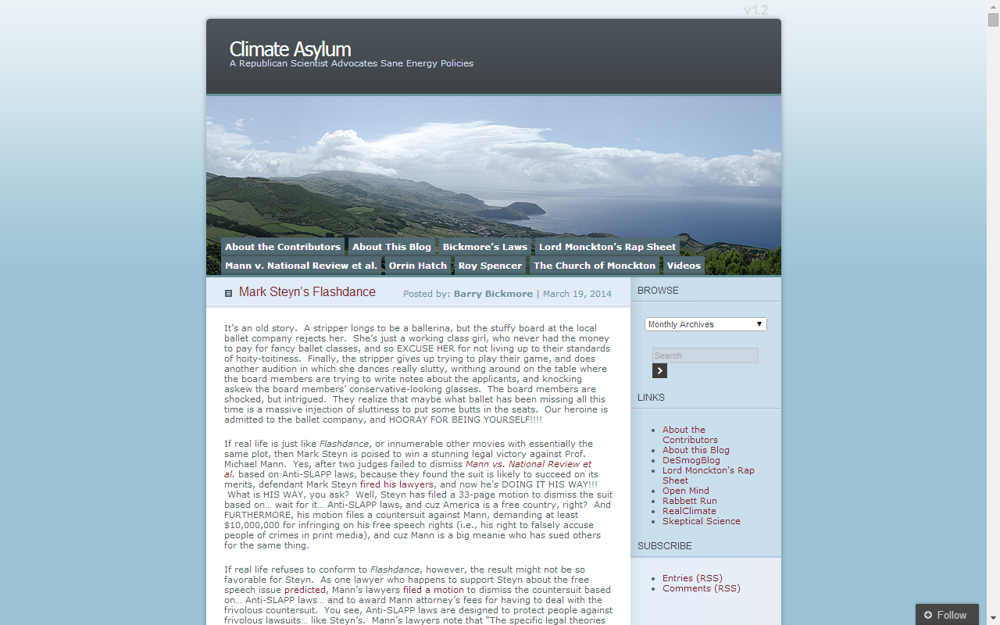 v1.2
Climate Asylum
A Republican Scientist Advocates Sane Energy Policies
About the Contributors About This Blog Bickmore's Laws Lord Monckton's Rap Sheet
Mann v. National Review et al. Orrin Hatch Roy Spencer The Church of Monckton Videos
Mark Steyn's Flashdance Posted by: Barry Bickmore | March 19, 2014
It's an old story.  A stripper longs to be a ballerina, but the stuffy board at the local
ballet company rejects her.  She's just a working class girl, who never had the money
to pay for fancy ballet classes, and so EXCUSE HER for not living up to their standards
of hoity-toitiness.  Finally, the stripper gives up trying to play their game, and does
another audition in which she dances really slutty, writhing around on the table where
the board members are trying to write notes about the applicants, and knocking
askew the board members' conservative-looking glasses.  The board members are
shocked, but intrigued.  They realize that maybe what ballet has been missing all this
time is a massive injection of sluttiness to put some butts in the seats.  Our heroine is
admitted to the ballet company, and HOORAY FOR BEING YOURSELF!!!!
If real life is just like Flashdance, or innumerable other movies with essentially the
same plot, then Mark Steyn is poised to win a stunning legal victory against Prof.
Michael Mann.  Yes, after two judges failed to dismiss Mann vs. National Review et
al. based on Anti-SLAPP laws, because they found the suit is likely to succeed on its
merits, defendant Mark Steyn fired his lawyers, and now he's DOING IT HIS WAY!!!
What is HIS WAY, you ask?  Well, Steyn has filed a 33-page motion to dismiss the suit
based on… wait for it… Anti-SLAPP laws, and cuz America is a free country, right?  And
FURTHERMORE, his motion files a countersuit against Mann, demanding at least
$10,000,000 for infringing on his free speech rights (i.e., his right to falsely accuse
people of crimes in print media), and cuz Mann is a big meanie who has sued others
for the same thing.
If real life refuses to conform to Flashdance, however, the result might not be so
favorable for Steyn.  As one lawyer who happens to support Steyn about the free
speech issue predicted, Mann's lawyers filed a motion to dismiss the countersuit based
on… Anti-SLAPP laws… and to award Mann attorney's fees for having to deal with the
frivolous countersuit.  You see, Anti-SLAPP laws are designed to protect people against
frivolous lawsuits… like Steyn's.  Mann's lawyers note that "The specific legal theories
BROWSE
Monthly Archives
Search
LINKS
About the
Contributors
About this Blog
DeSmogBlog
Lord Monckton's Rap
Sheet
Open Mind
Rabbett Run
RealClimate
Skeptical Science
SUBSCRIBE
Entries (RSS)
Comments (RSS)
Follow